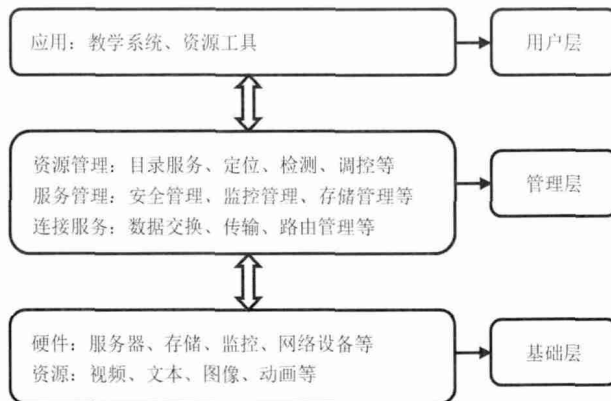 应用：教学系统、资源工具
用户层
资源管理：目录服务、定位、检测、调控等
服务管理：安全管理、监控管理、存储管理等
连接服务：数据交换、传输、路由管理等
管理层
硬件：服务器、存储、监控、网络设备等
资源：视频、文本、图像、动画等
基础层